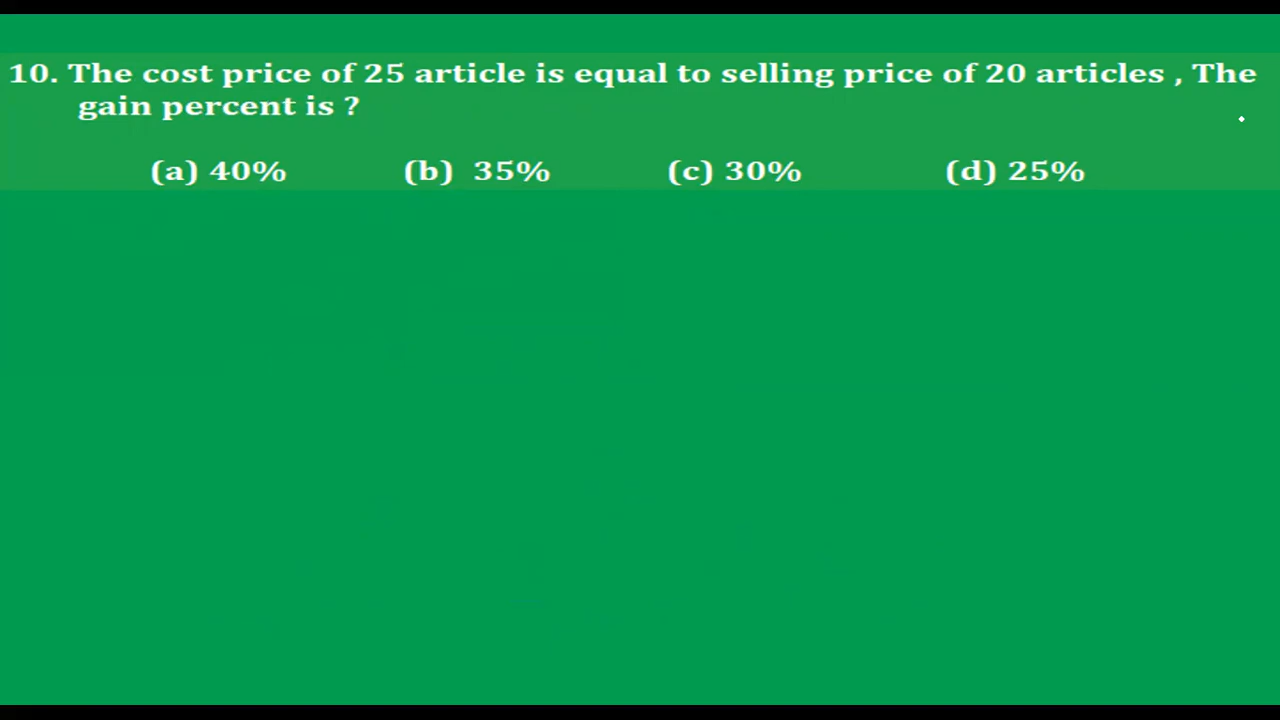 10. The cost price of 25 article is equal to selling price of 20 articles , The
gain percent is ?
(a) 40% (b) 35% (c) 30% (d) 25%